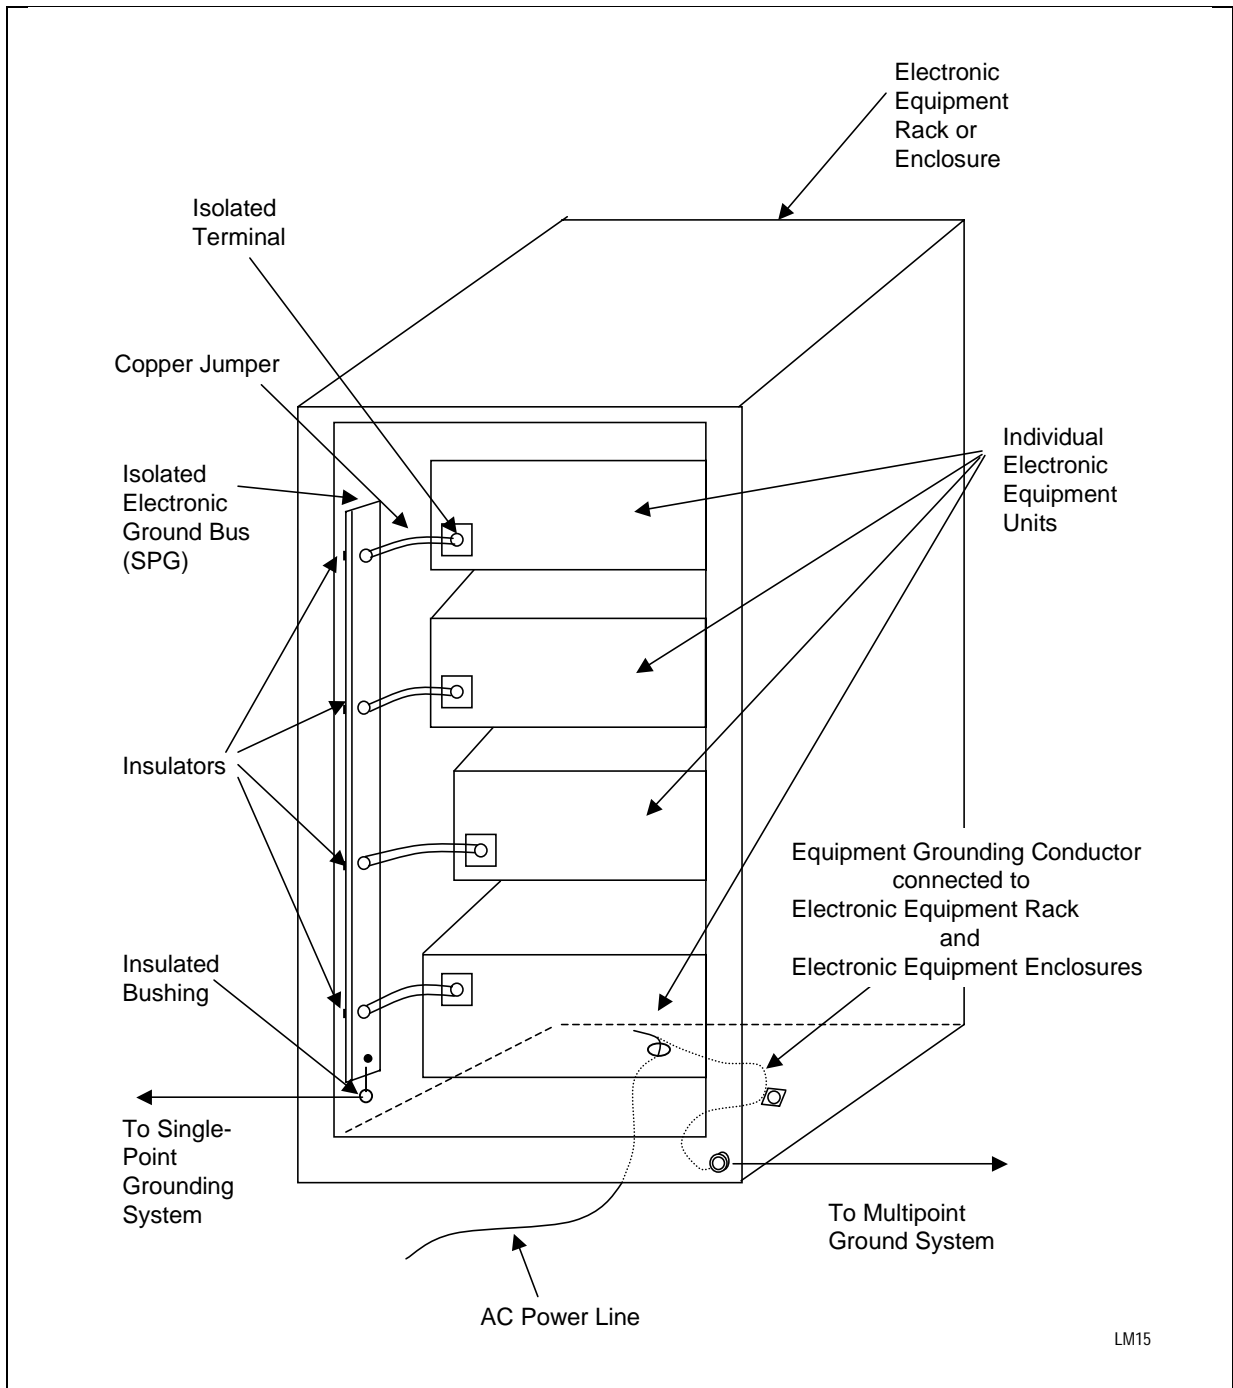 Electronic
Equipment
Rack or
Enclosure
Isolated
Terminal
Copper Jumper
Isolated
Electronic
Ground Bus
(SPG)
Individual
Electronic
Equipment
Units
Insulators
Equipment Grounding Conductor
connected to
Electronic Equipment Rack
and
Electronic Equipment Enclosures
Insulated
Bushing
To Single-
Point
Grounding
System
To Multipoint
Ground System
AC Power Line
LM15